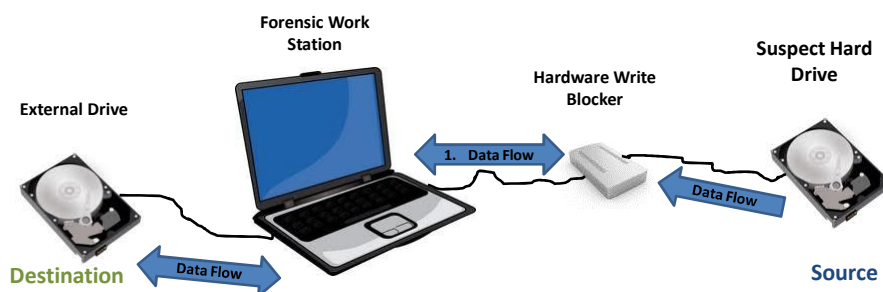 Forensic Work
Station
Suspect Hard
Drive
Hardware Write
Blocker
External Drive
1. Data Flow
Data Flow
Data Flow
Destination
Source